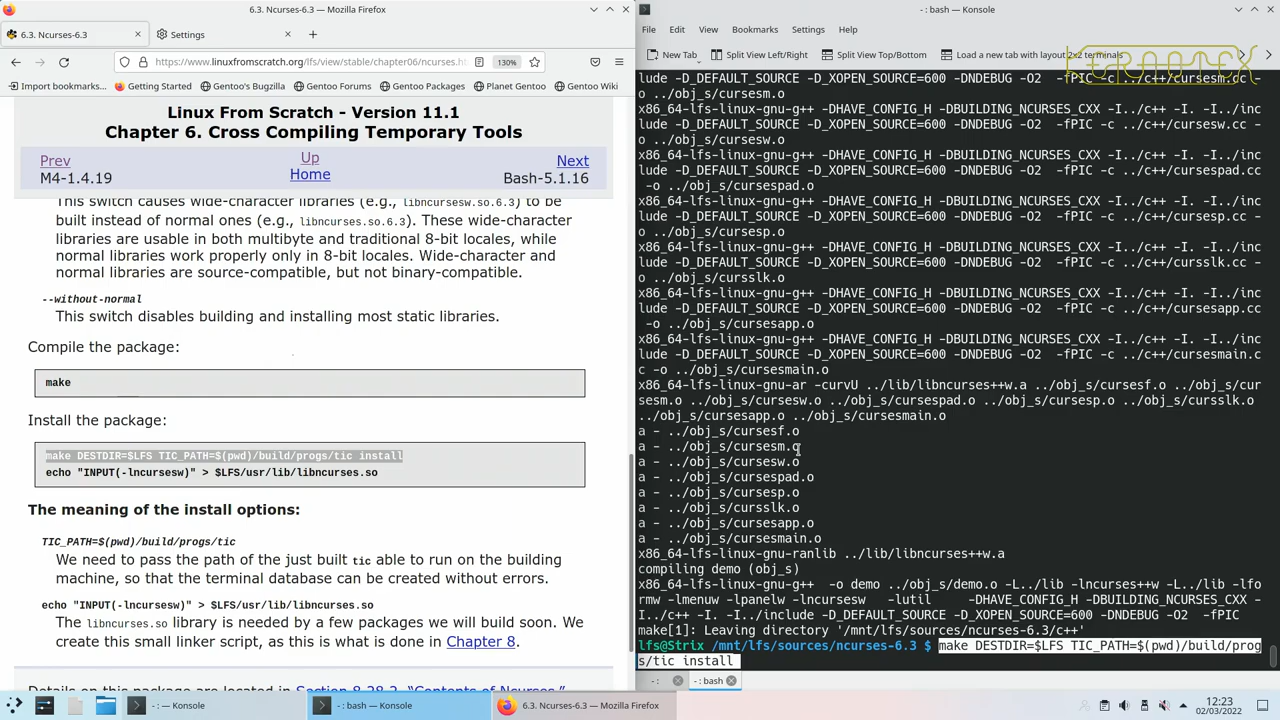 6.3. Ncurses-6.3 — Mozilla Firefox
6.3. Ncurses-6.3
Settings
https://www.linuxfromscratch.org/lfs/view/stable/chapter06/ncurses.h
130%
Import bookmarks...
Getting Started
Gentoo's Bugzilla
Gentoo Forums
Gentoo Packages
Planet Gentoo
Gentoo Wiki
Linux From Scratch - Version 11.1
Chapter 6. Cross Compiling Temporary Tools
Prev
Up
Next
M4-1.4.19
Home
Bash-5.1.16
This switch causes wide-character libraries (e.g., libncursesw.so.6.3) to be
built instead of normal ones (e.g., libncurses.so.6.3). These wide-character
libraries are usable in both multibyte and traditional 8-bit locales, while
normal libraries work properly only in 8-bit locales. Wide-character and
normal libraries are source-compatible, but not binary-compatible.
--without-normal
This switch disables building and installing most static libraries.
Compile the package:
make
Install the package:
make DESTDIR=$LFS TIC_PATH=$(pwd)/build/progs/tic install
echo "INPUT(-lncursesw)" > $LFS/usr/lib/libncurses.so
The meaning of the install options:
TIC_PATH=$(pwd)/build/progs/tic
We need to pass the path of the just built tic able to run on the building
machine, so that the terminal database can be created without errors.
echo "INPUT(-lncursesw)" > $LFS/usr/lib/libncurses.so
The libncurses.so library is needed by a few packages we will build soon. We
create this small linker script, as this is what is done in Chapter 8.
Details on this package are located in Section 8.28.2, "Contents of Ncurses."
- : bash — Konsole
File Edit View Bookmarks Settings Help
New Tab
Split View Left/Right
Split View Top/Bottom
Load a new tab with layout 2x2 terminals
KERNOTEX
lude -D_DEFAULT_SOURCE -D_XOPEN_SOURCE=600 -DNDEBUG -O2  -fPIC -c ../c++/cursesm.cc
-o ../obj_s/cursesm.o
x86_64-lfs-linux-gnu-g++ -DHAVE_CONFIG_H -DBUILDING_NCURSES_CXX -I../c++ -I. -I../inc
lude -D_DEFAULT_SOURCE -D_XOPEN_SOURCE=600 -DNDEBUG -O2  -fPIC -c ../c++/cursesw.cc -
o ../obj_s/cursesw.o
x86_64-lfs-linux-gnu-g++ -DHAVE_CONFIG_H -DBUILDING_NCURSES_CXX -I../c++ -I. -I../inc
lude -D_DEFAULT_SOURCE -D_XOPEN_SOURCE=600 -DNDEBUG -O2  -fPIC -c ../c++/cursespad.cc
 -o ../obj_s/cursespad.o
x86_64-lfs-linux-gnu-g++ -DHAVE_CONFIG_H -DBUILDING_NCURSES_CXX -I../c++ -I. -I../inc
lude -D_DEFAULT_SOURCE -D_XOPEN_SOURCE=600 -DNDEBUG -O2  -fPIC -c ../c++/cursesp.cc -
o ../obj_s/cursesp.o
x86_64-lfs-linux-gnu-g++ -DHAVE_CONFIG_H -DBUILDING_NCURSES_CXX -I../c++ -I. -I../inc
lude -D_DEFAULT_SOURCE -D_XOPEN_SOURCE=600 -DNDEBUG -O2  -fPIC -c ../c++/cursslk.cc -
o ../obj_s/cursslk.o
x86_64-lfs-linux-gnu-g++ -DHAVE_CONFIG_H -DBUILDING_NCURSES_CXX -I../c++ -I. -I../inc
lude -D_DEFAULT_SOURCE -D_XOPEN_SOURCE=600 -DNDEBUG -O2  -fPIC -c ../c++/cursesapp.cc
 -o ../obj_s/cursesapp.o
x86_64-lfs-linux-gnu-g++ -DHAVE_CONFIG_H -DBUILDING_NCURSES_CXX -I../c++ -I. -I../inc
lude -D_DEFAULT_SOURCE -D_XOPEN_SOURCE=600 -DNDEBUG -O2  -fPIC -c ../c++/cursesmain.c
c -o ../obj_s/cursesmain.o
x86_64-lfs-linux-gnu-ar -curvU ../lib/libncurses++w.a ../obj_s/cursesf.o ../obj_s/cur
sesm.o ../obj_s/cursesw.o ../obj_s/cursespad.o ../obj_s/cursesp.o ../obj_s/cursslk.o
../obj_s/cursesapp.o ../obj_s/cursesmain.o
a - ../obj_s/cursesf.o
a - ../obj_s/cursesm.o
a - ../obj_s/cursesw.o
a - ../obj_s/cursespad.o
a - ../obj_s/cursesp.o
a - ../obj_s/cursslk.o
a - ../obj_s/cursesapp.o
a - ../obj_s/cursesmain.o
x86_64-lfs-linux-gnu-ranlib ../lib/libncurses++w.a
compiling demo (obj_s)
x86_64-lfs-linux-gnu-g++  -o demo ../obj_s/demo.o -L../lib -lncurses++w -L../lib -lfo
rmw -lmenuw -lpanelw -lncursesw   -lutil     -DHAVE_CONFIG_H -DBUILDING_NCURSES_CXX -
I../c++ -I. -I../include -D_DEFAULT_SOURCE -D_XOPEN_SOURCE=600 -DNDEBUG -O2  -fPIC
make[1]: Leaving directory '/mnt/lfs/sources/ncurses-6.3/c++'
lfs@Strix /mnt/lfs/sources/ncurses-6.3 $ make DESTDIR=$LFS TIC_PATH=$(pwd)/build/prog
s/tic install
- :
- : bash
- : — Konsole
- : bash — Konsole
6.3. Ncurses-6.3 — Mozilla Firefox
12:23
02/03/2022